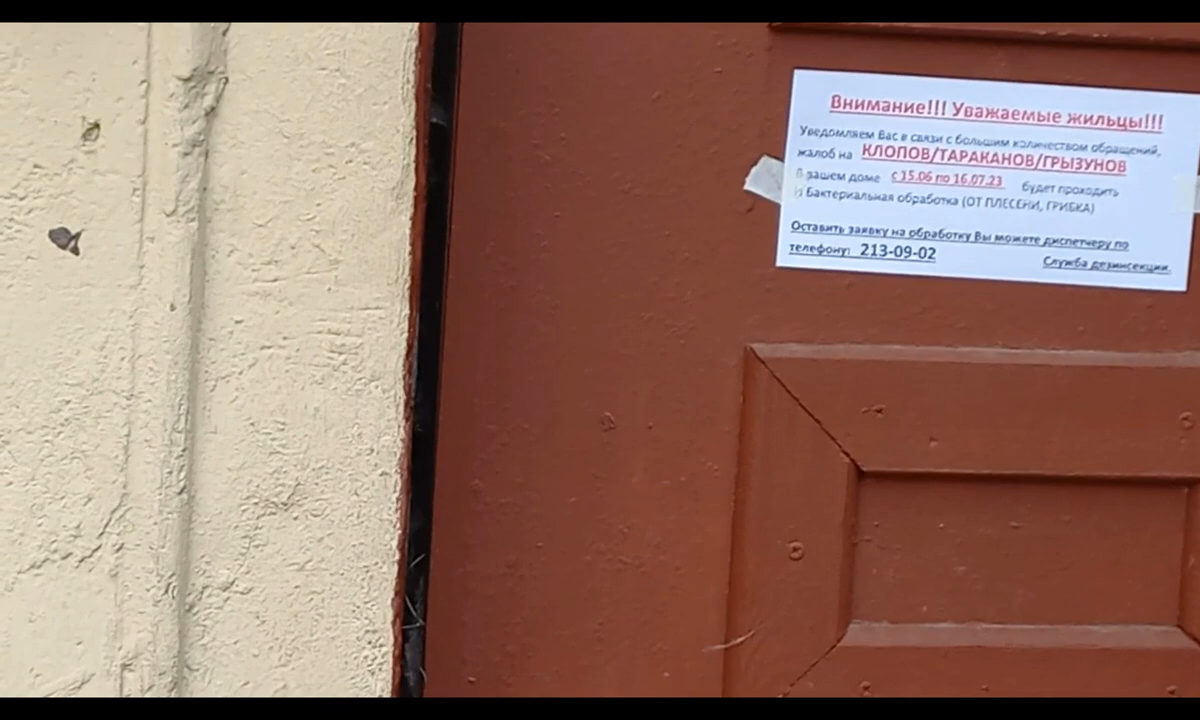 Внимание!!! Уважаемые жильцы!!!
Уведомляем Вас в связи с большим количеством обращений,
жалоб на КЛОПОВ/ТАРАКАНОВ/ГРЫЗУНОВ
В вашем доме с 15.06 по 16.07.23 будет проходить
И Бактериальная обработка (ОТ ПЛЕСЕНИ, ГРИБКА)
Оставить заявку на обработку Вы можете диспетчеру по
телефону: 213-09-02 Служба дезинсекции.